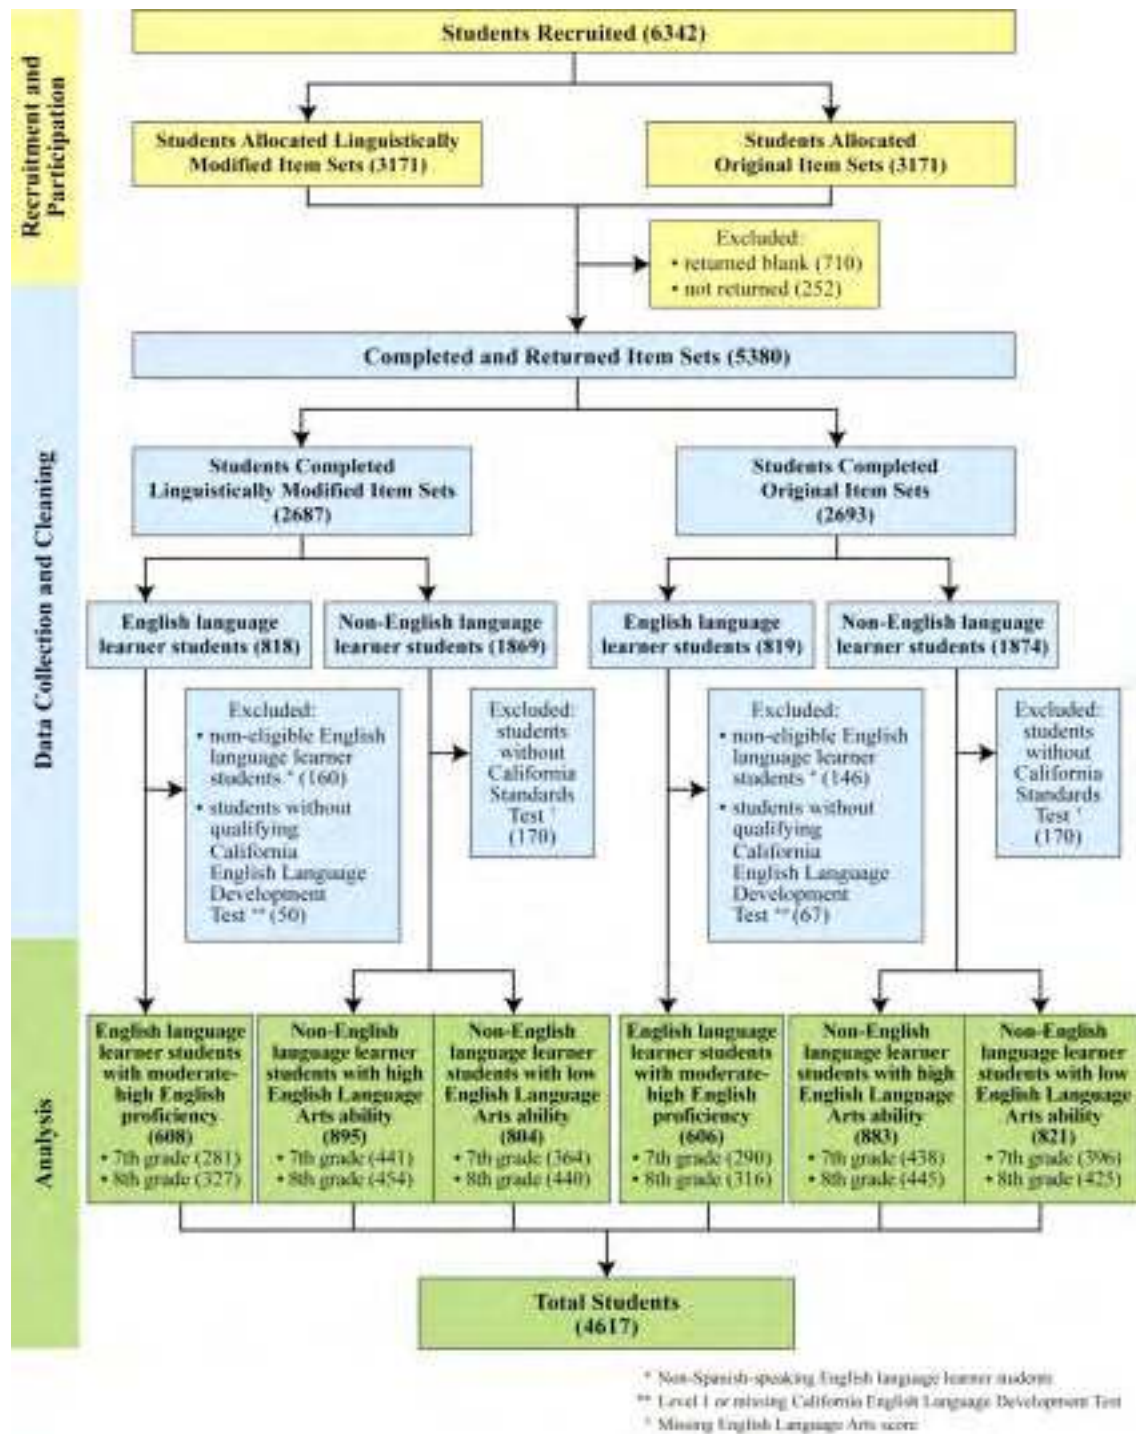 Recruitment and
Participation
Students Recruited (6342)
Students Allocated Linguistically
Modified Item Sets (3171)
Students Allocated
Original Item Sets (3171)
Excluded:
• returned blank (710)
• not returned (252)
Data Collection and Cleaning
Completed and Returned Item Sets (5380)
Students Completed
Linguistically Modified Item Sets
(2687)
Students Completed
Original Item Sets
(2693)
English language
learner students (818)
Non-English language
learner students (1869)
English language
learner students (819)
Non-English language
learner students (1874)
Excluded:
• non-eligible English
language learner
students * (160)
• students without
qualifying
California
English Language
Development
Test ** (50)
Excluded:
students
without
California
Standards
Test †
(170)
Excluded:
• non-eligible English
language learner
students * (146)
• students without
qualifying
California
English Language
Development
Test ** (67)
Excluded:
students
without
California
Standards
Test †
(170)
Analysis
English language
learner students
with moderate-
high English
proficiency
(608)
• 7th grade (281)
• 8th grade (327)
Non-English
language learner
students with high
English Language
Arts ability
(895)
• 7th grade (441)
• 8th grade (454)
Non-English
language learner
students with low
English Language
Arts ability
(804)
• 7th grade (364)
• 8th grade (440)
English language
learner students
with moderate-
high English
proficiency
(606)
• 7th grade (290)
• 8th grade (316)
Non-English
language learner
students with high
English Language
Arts ability
(883)
• 7th grade (438)
• 8th grade (445)
Non-English
language learner
students with low
English Language
Arts ability
(821)
• 7th grade (396)
• 8th grade (425)
Total Students
(4617)
* Non-Spanish-speaking English language learner students
** Level 1 or missing California English Language Development Test
† Missing English Language Arts score